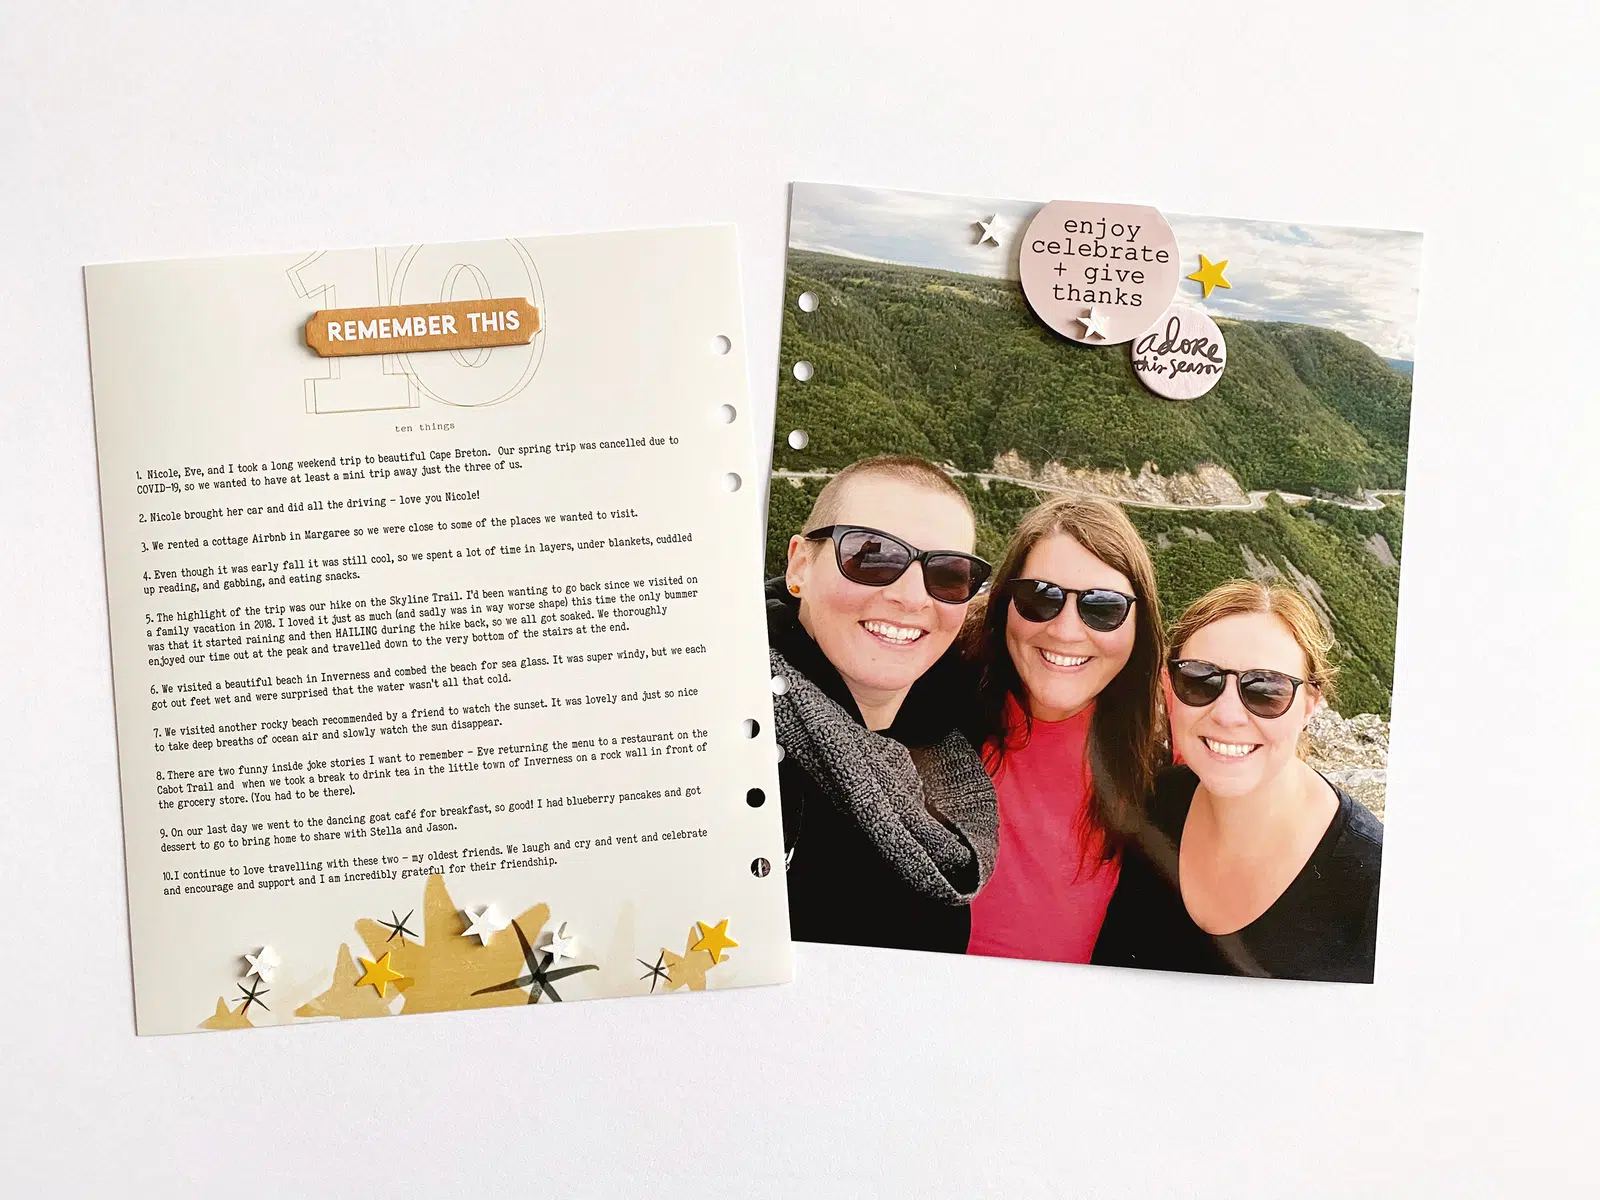 10
REMEMBER THIS
ten things
1. Nicole, Eve, and I took a long weekend trip to beautiful Cape Breton. Our spring trip was cancelled due to
COVID-19, so we wanted to have at least a mini trip away just the three of us.
2. Nicole brought her car and did all the driving - love you Nicole!
3. We rented a cottage Airbnb in Margaree so we were close to some of the places we wanted to visit.
4. Even though it was early fall it was still cool, so we spent a lot of time in layers, under blankets, cuddled
up reading, and gabbing, and eating snacks.
5. The highlight of the trip was our hike on the Skyline Trail. I'd been wanting to go back since we visited on
a family vacation in 2018. I loved it just as much (and sadly was in way worse shape) this time the only bummer
was that it started raining and then HAILING during the hike back, so we all got soaked. We thoroughly
enjoyed our time out at the peak and travelled down to the very bottom of the stairs at the end.
6. We visited a beautiful beach in Inverness and combed the beach for sea glass. It was super windy, but we each
got out feet wet and were surprised that the water wasn't all that cold.
7. We visited another rocky beach recommended by a friend to watch the sunset. It was lovely and just so nice
to take deep breaths of ocean air and slowly watch the sun disappear.
8. There are two funny inside joke stories I want to remember - Eve returning the menu to a restaurant on the
Cabot Trail and when we took a break to drink tea in the little town of Inverness on a rock wall in front of
the grocery store. (You had to be there).
9. On our last day we went to the dancing goat café for breakfast, so good! I had blueberry pancakes and got
dessert to go to bring home to share with Stella and Jason.
10.I continue to love travelling with these two - my oldest friends. We laugh and cry and vent and celebrate
and encourage and support and I am incredibly grateful for their friendship.
enjoy
celebrate
+ give
thanks
adore
this season